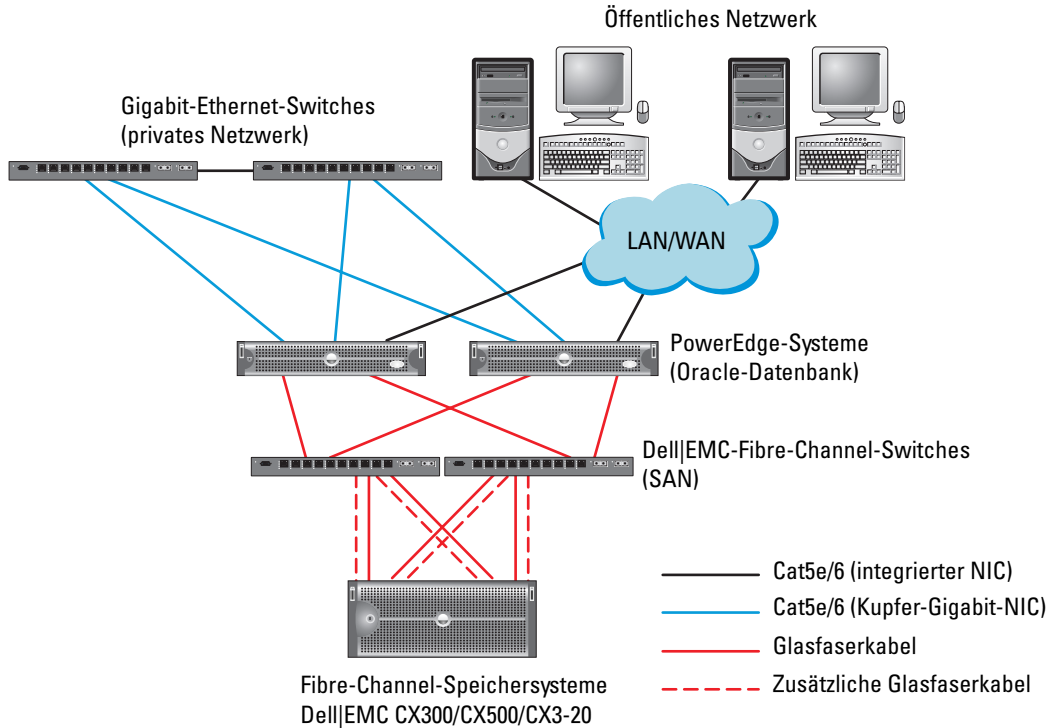 Öffentliches Netzwerk
Gigabit-Ethernet-Switches
(privates Netzwerk)
LAN/WAN
PowerEdge-Systeme
(Oracle-Datenbank)
Dell|EMC-Fibre-Channel-Switches
(SAN)
Cat5e/6 (integrierter NIC)
Cat5e/6 (Kupfer-Gigabit-NIC)
Glasfaserkabel
Zusätzliche Glasfaserkabel
Fibre-Channel-Speichersysteme
Dell|EMC CX300/CX500/CX3-20